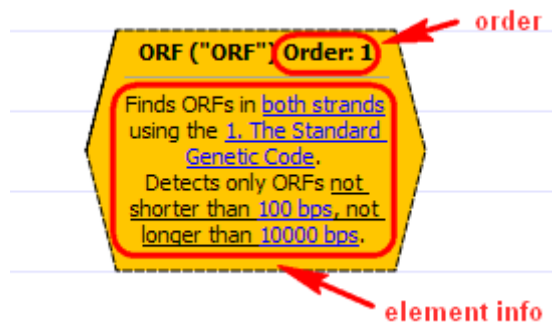 order
ORF ("ORF") Order: 1
Finds ORFs in both strands
using the 1. The Standard
Genetic Code.
Detects only ORFs not
shorter than 100 bps, not
longer than 10000 bps.
element info